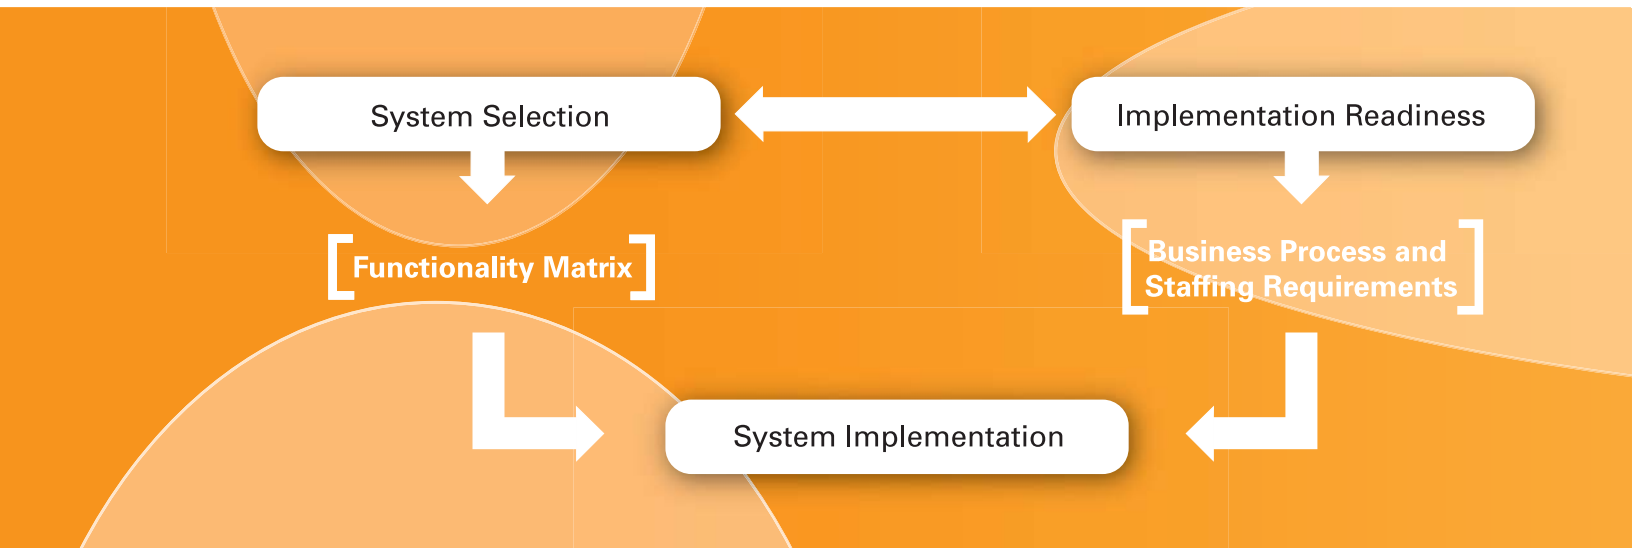 System Selection
Implementation Readiness
Functionality Matrix
Business Process and
Staffing Requirements
System Implementation